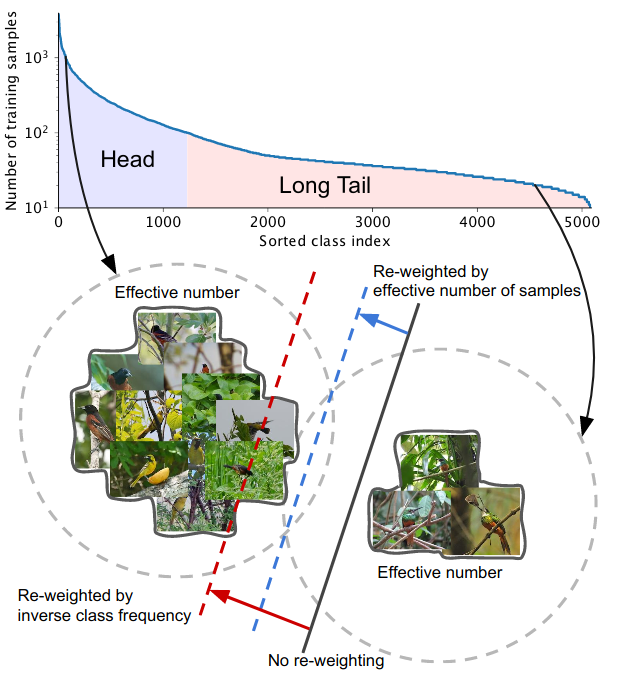 Number of training samples
10³
10²
10¹
Head
Long Tail
0
1000
2000
3000
4000
5000
Sorted class index
Re-weighted by
effective number of samples
Effective number
Effective number
Re-weighted by
inverse class frequency
No re-weighting